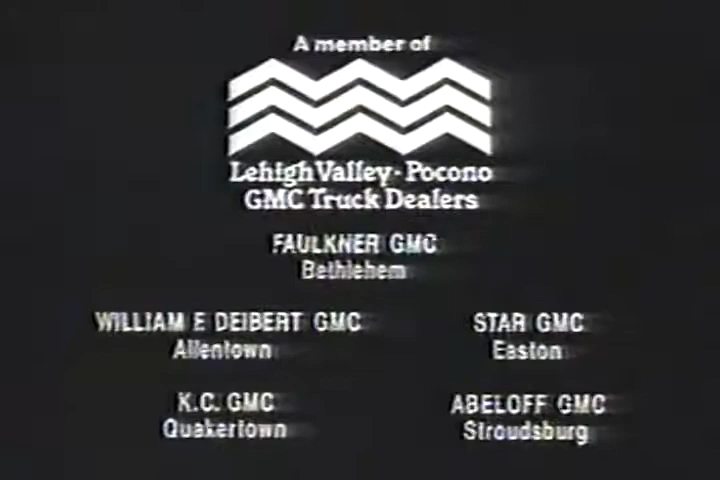 A member of
Lehigh Valley - Pocono
GMC Truck Dealers
FAULKNER GMC
Bethlehem
WILLIAM F. DEIBERT GMC
Allentown
STAR GMC
Easton
K.C. GMC
Quakertown
ABELOFF GMC
Stroudsburg